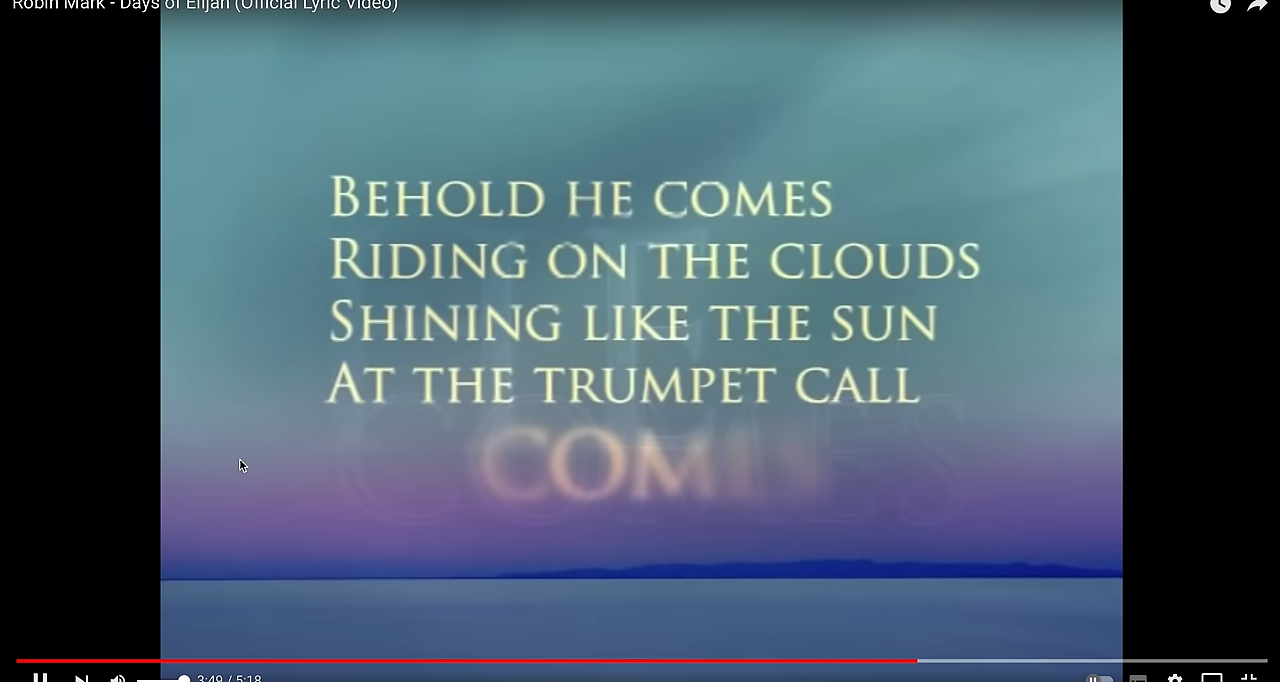 Robin Mark - Days of Elijah (Official Lyric Video)
BEHOLD HE COMES
RIDING ON THE CLOUDS
SHINING LIKE THE SUN
AT THE TRUMPET CALL
COMES
3:49 / 5:18